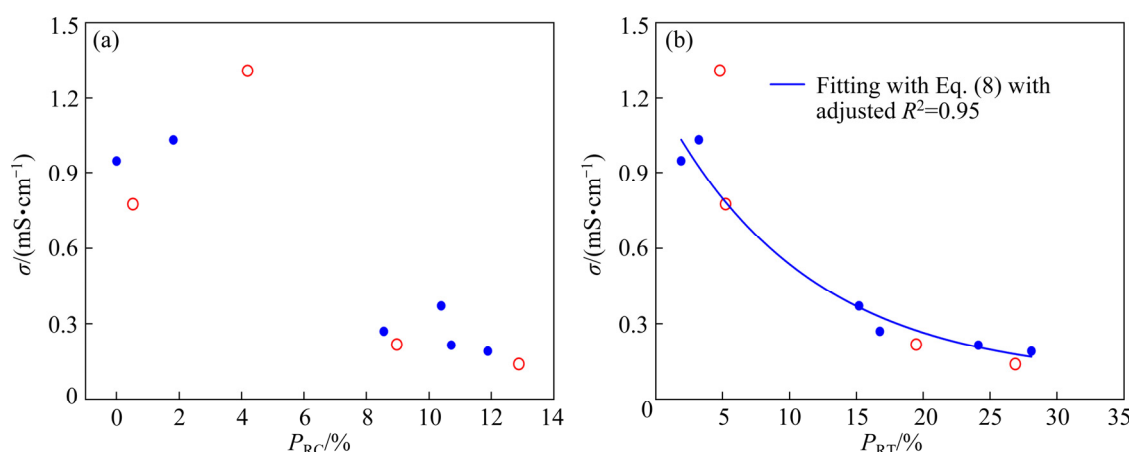 (a)
1.5
1.2
0.9
0.6
0.3
0
σ/(mS•cm⁻¹)
0 2 4 6 8 10 12 14
P_RC/%
(b)
Fitting with Eq. (8) with
adjusted R²=0.95
1.5
1.2
0.9
0.6
0.3
0
σ/(mS•cm⁻¹)
0 5 10 15 20 25 30 35
P_RT/%